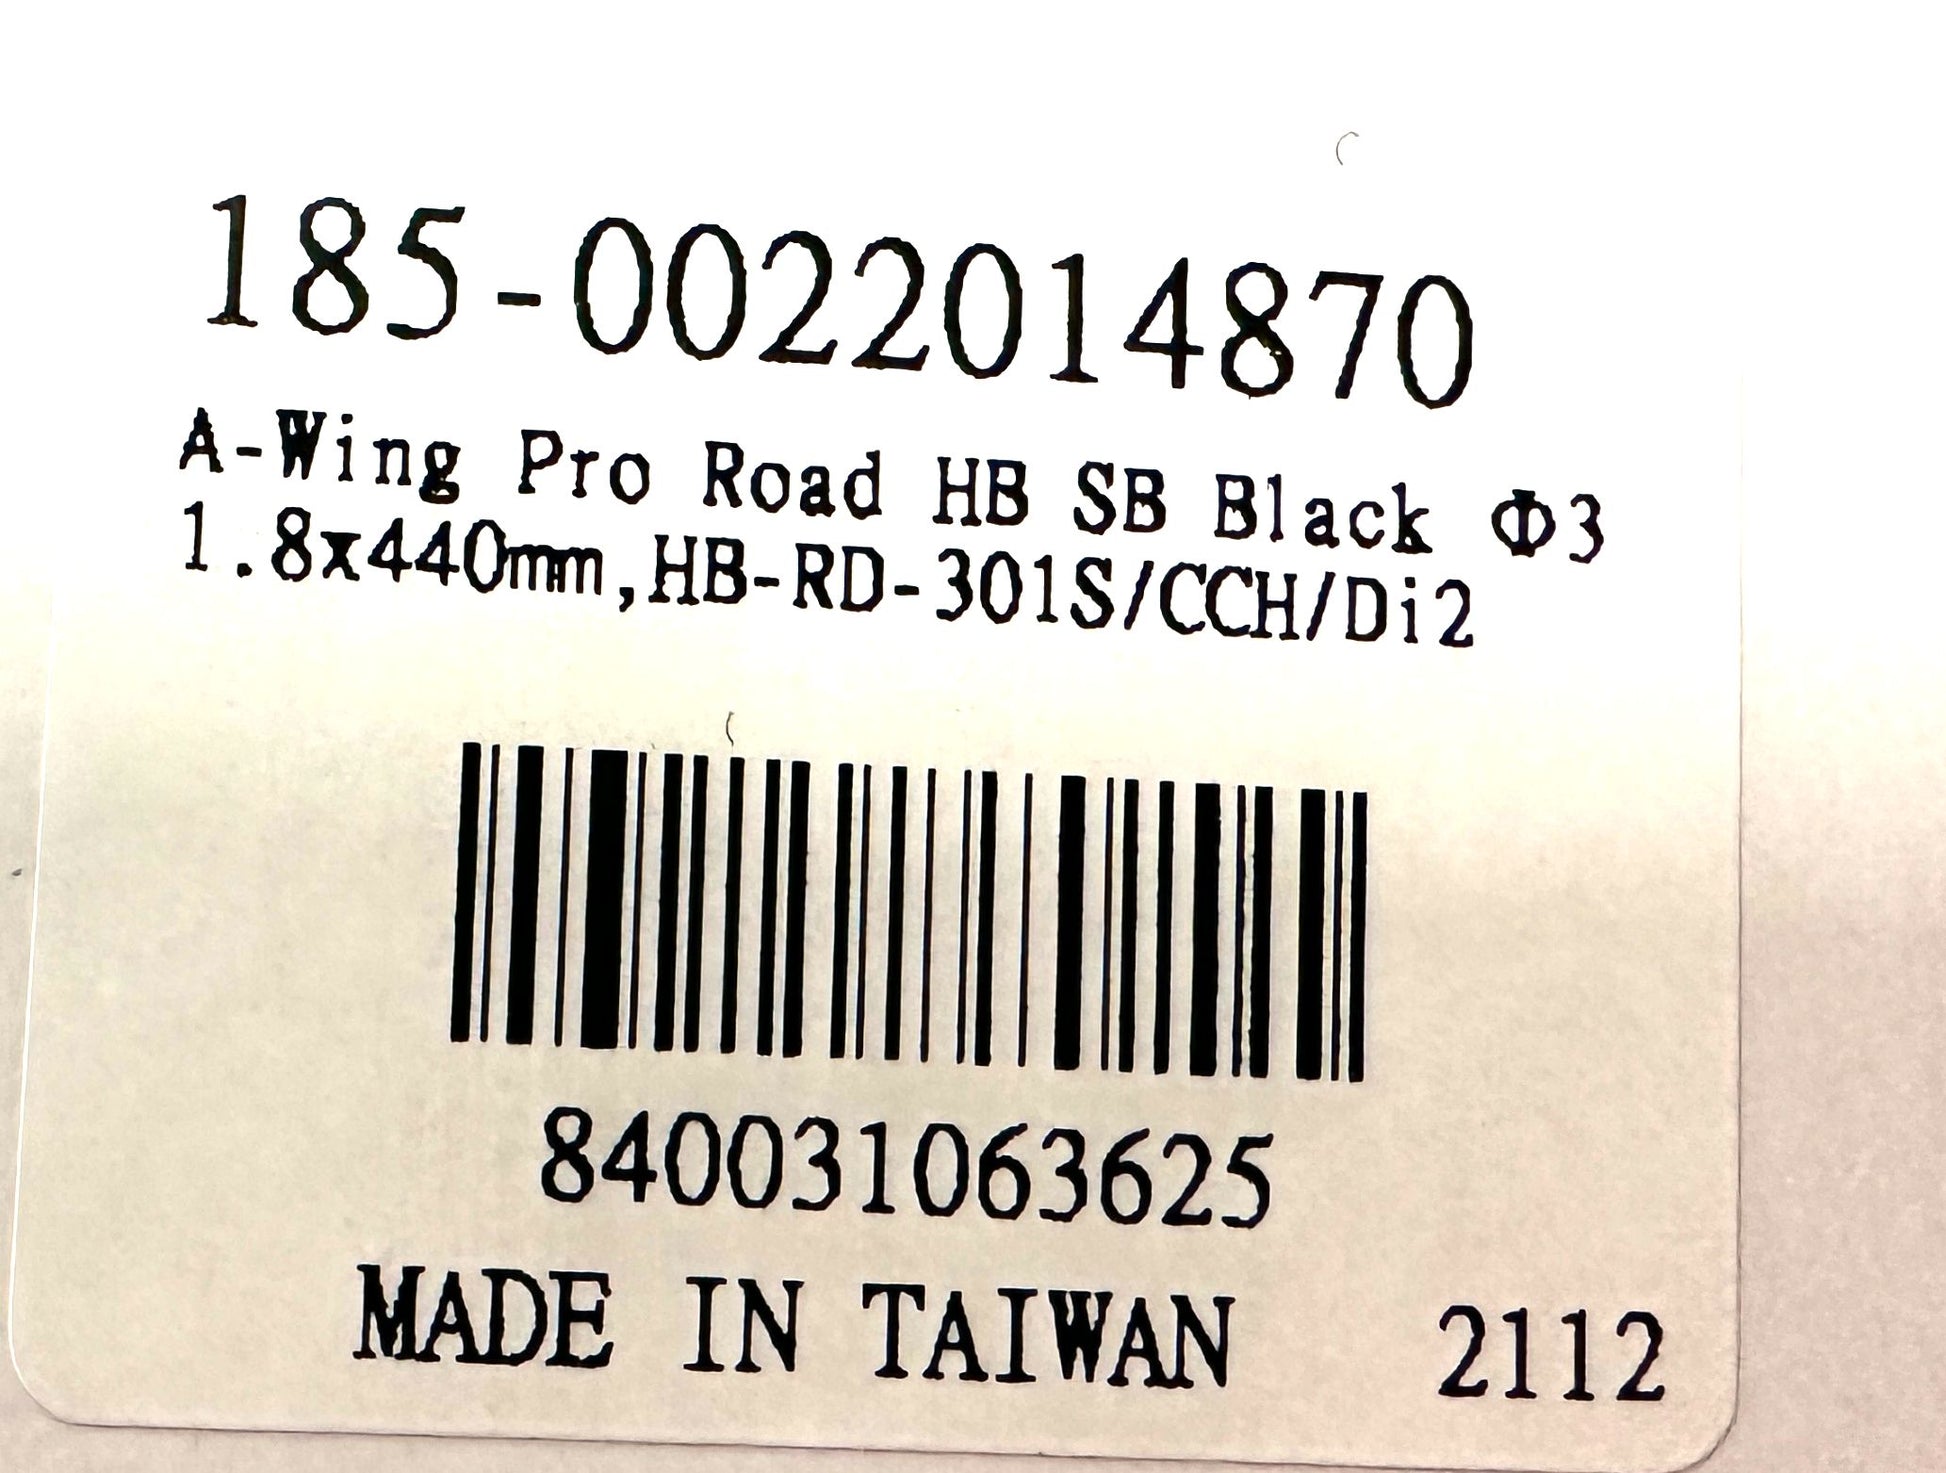 185-0022014870
A-Wing Pro Road HB SB Black Φ3
1.8x440mm,HB-RD-301S/CCH/Di2
840031063625
MADE IN TAIWAN 2112